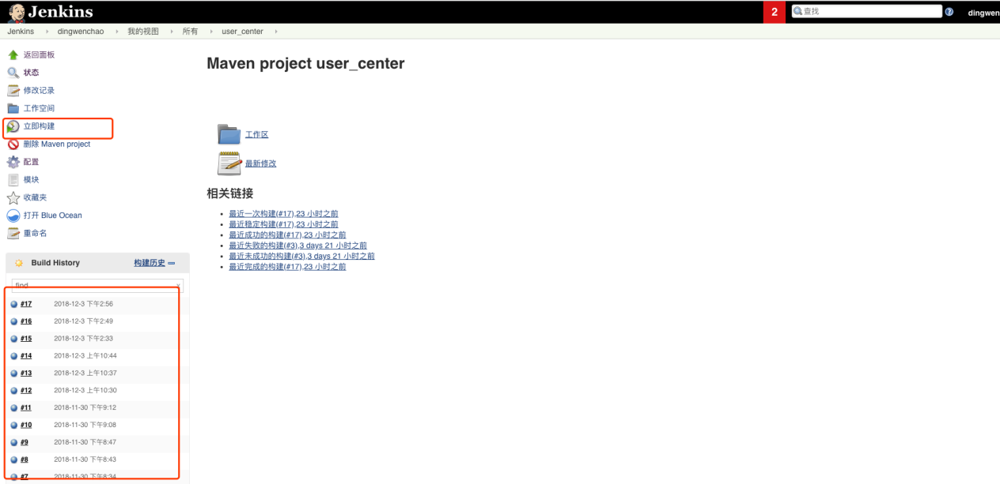 Jenkins
2
查找
dingwen
Jenkins
dingwenchao
我的视图
所有
user_center
返回面板
状态
修改记录
工作空间
立即构建
删除 Maven project
配置
模块
收藏夹
打开 Blue Ocean
重命名
Build History 构建历史
find x
#17 2018-12-3 下午2:56
#16 2018-12-3 下午2:49
#15 2018-12-3 下午2:33
#14 2018-12-3 上午10:44
#13 2018-12-3 上午10:37
#12 2018-12-3 上午10:30
#11 2018-11-30 下午9:12
#10 2018-11-30 下午9:08
#9 2018-11-30 下午8:47
#8 2018-11-30 下午8:43
#7 2018-11-30 下午8:34
Maven project user_center
工作区
最新修改
相关链接
最近一次构建(#17),23 小时之前
最近稳定构建(#17),23 小时之前
最近成功的构建(#17),23 小时之前
最近失败的构建(#3),3 days 21 小时之前
最近未成功的构建(#3),3 days 21 小时之前
最近完成的构建(#17),23 小时之前